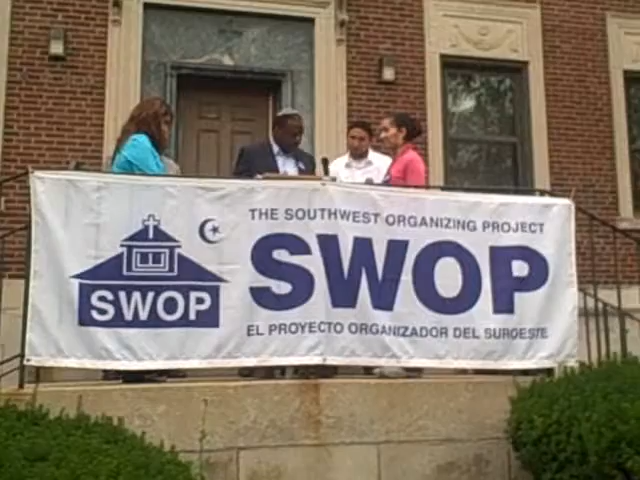 THE SOUTHWEST ORGANIZING PROJECT
SWOP
SWOP
EL PROYECTO ORGANIZADOR DEL SUROESTE